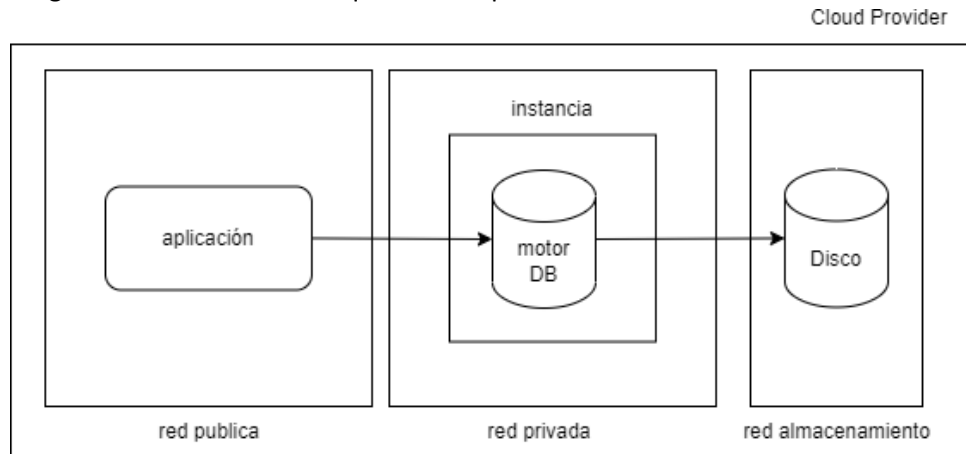 Cloud Provider
instancia
aplicación
motor
DB
Disco
red publica
red privada
red almacenamiento